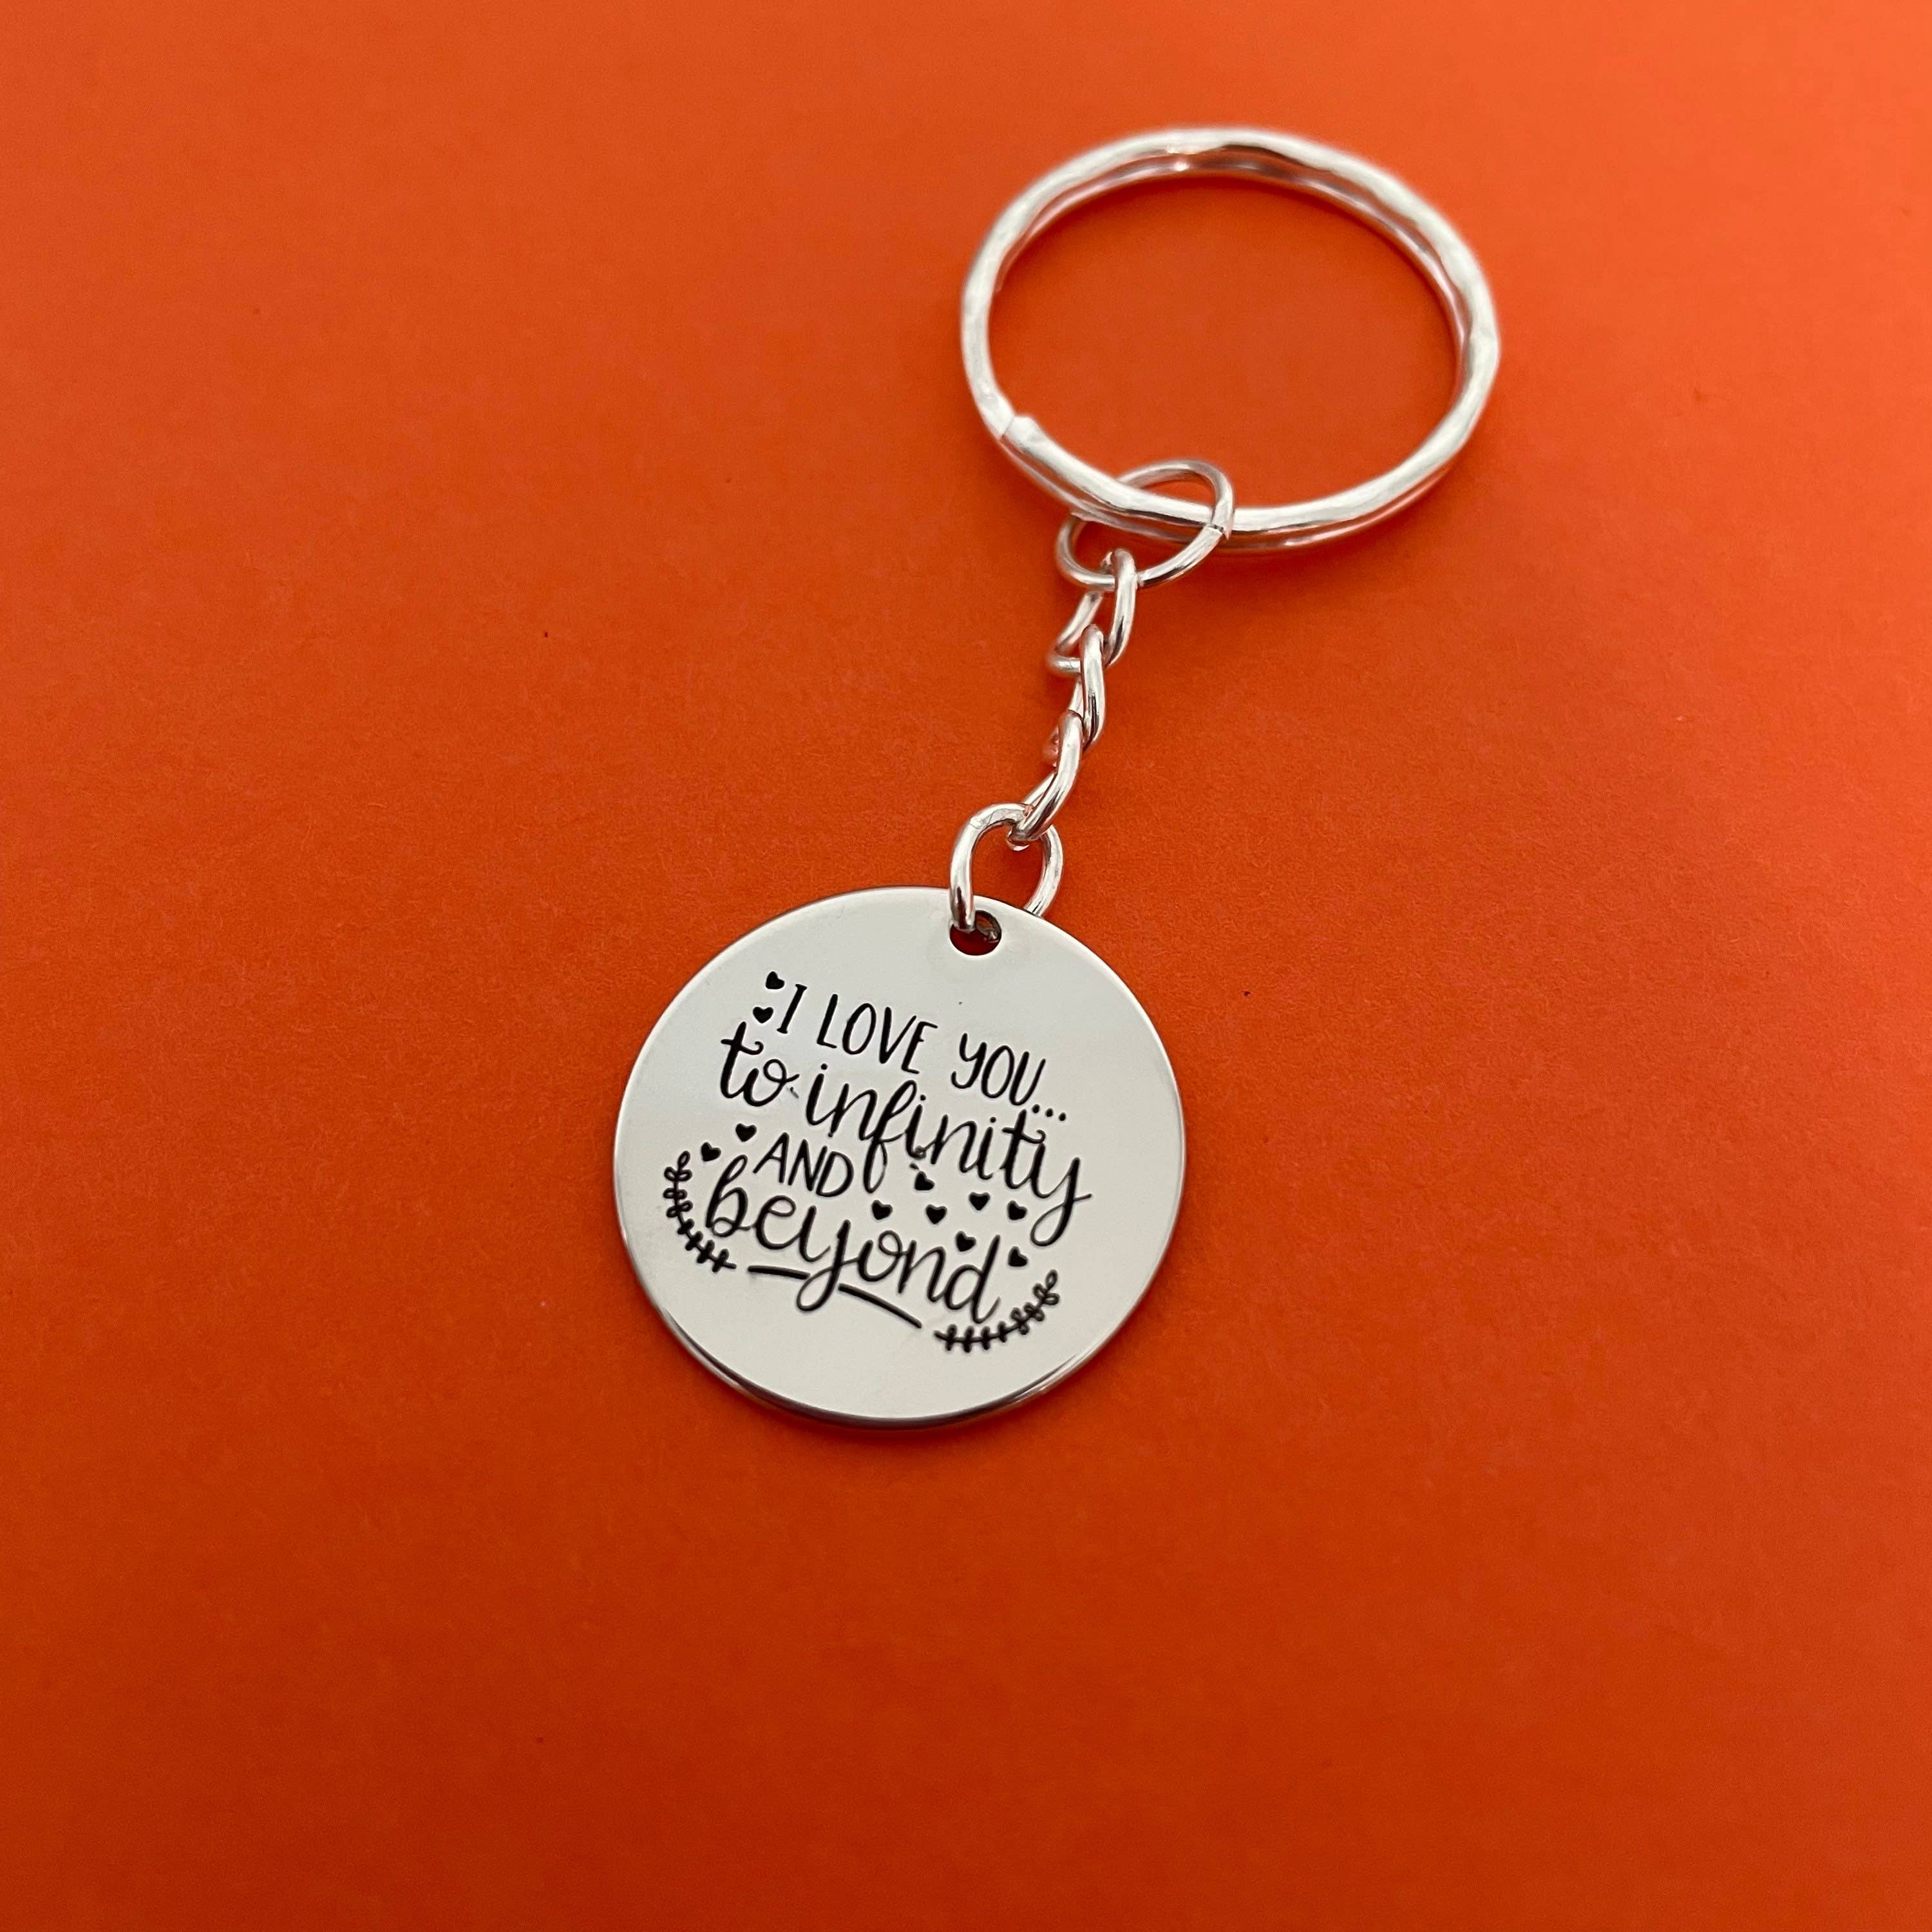 I LOVE YOU...
to infinity
AND
beyond